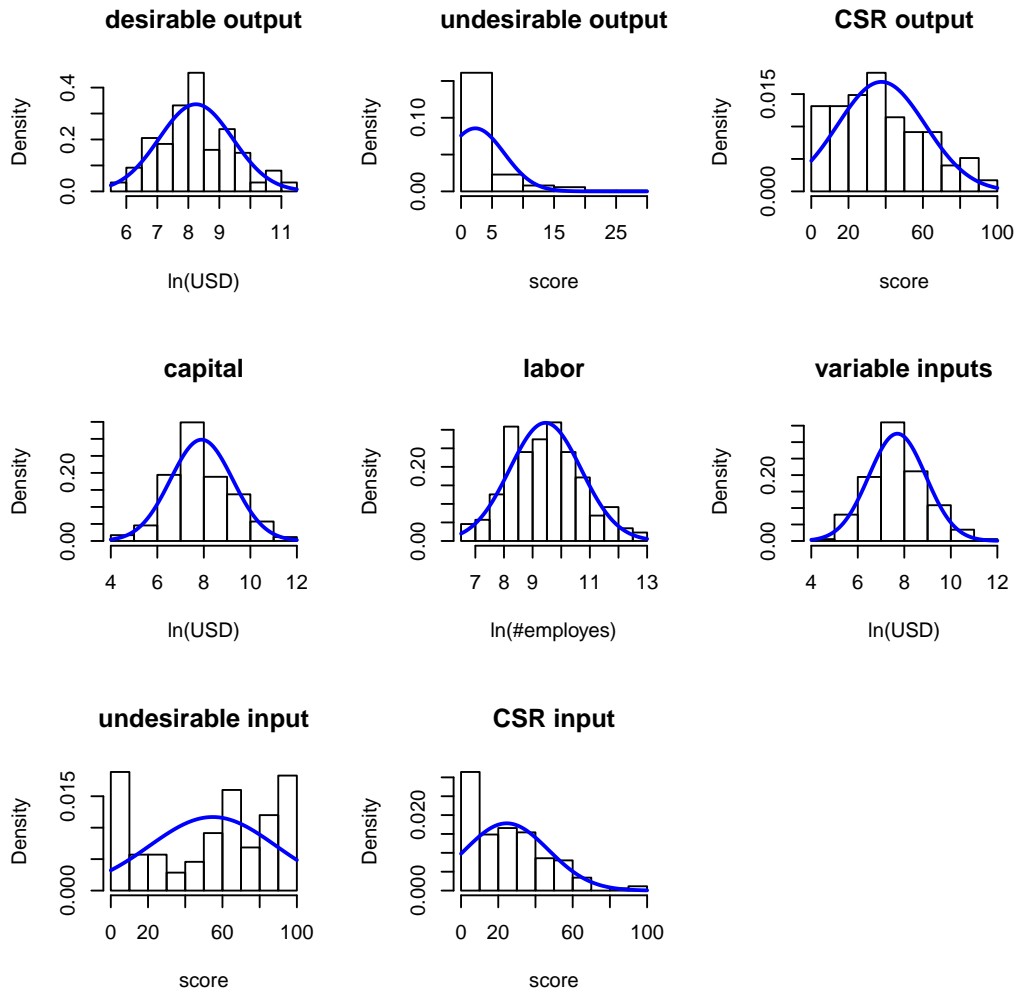 desirable output
Density
0.0 0.2 0.4
6 7 8 9 11
ln(USD)
undesirable output
Density
0.00 0.10
0 5 15 25
score
CSR output
Density
0.000 0.015
0 20 60 100
score
capital
Density
0.00 0.20
4 6 8 10 12
ln(USD)
labor
Density
0.00 0.20
7 8 9 11 13
ln(#employes)
variable inputs
Density
0.00 0.20
4 6 8 10 12
ln(USD)
undesirable input
Density
0.000 0.015
0 20 60 100
score
CSR input
Density
0.000 0.020
0 20 60 100
score